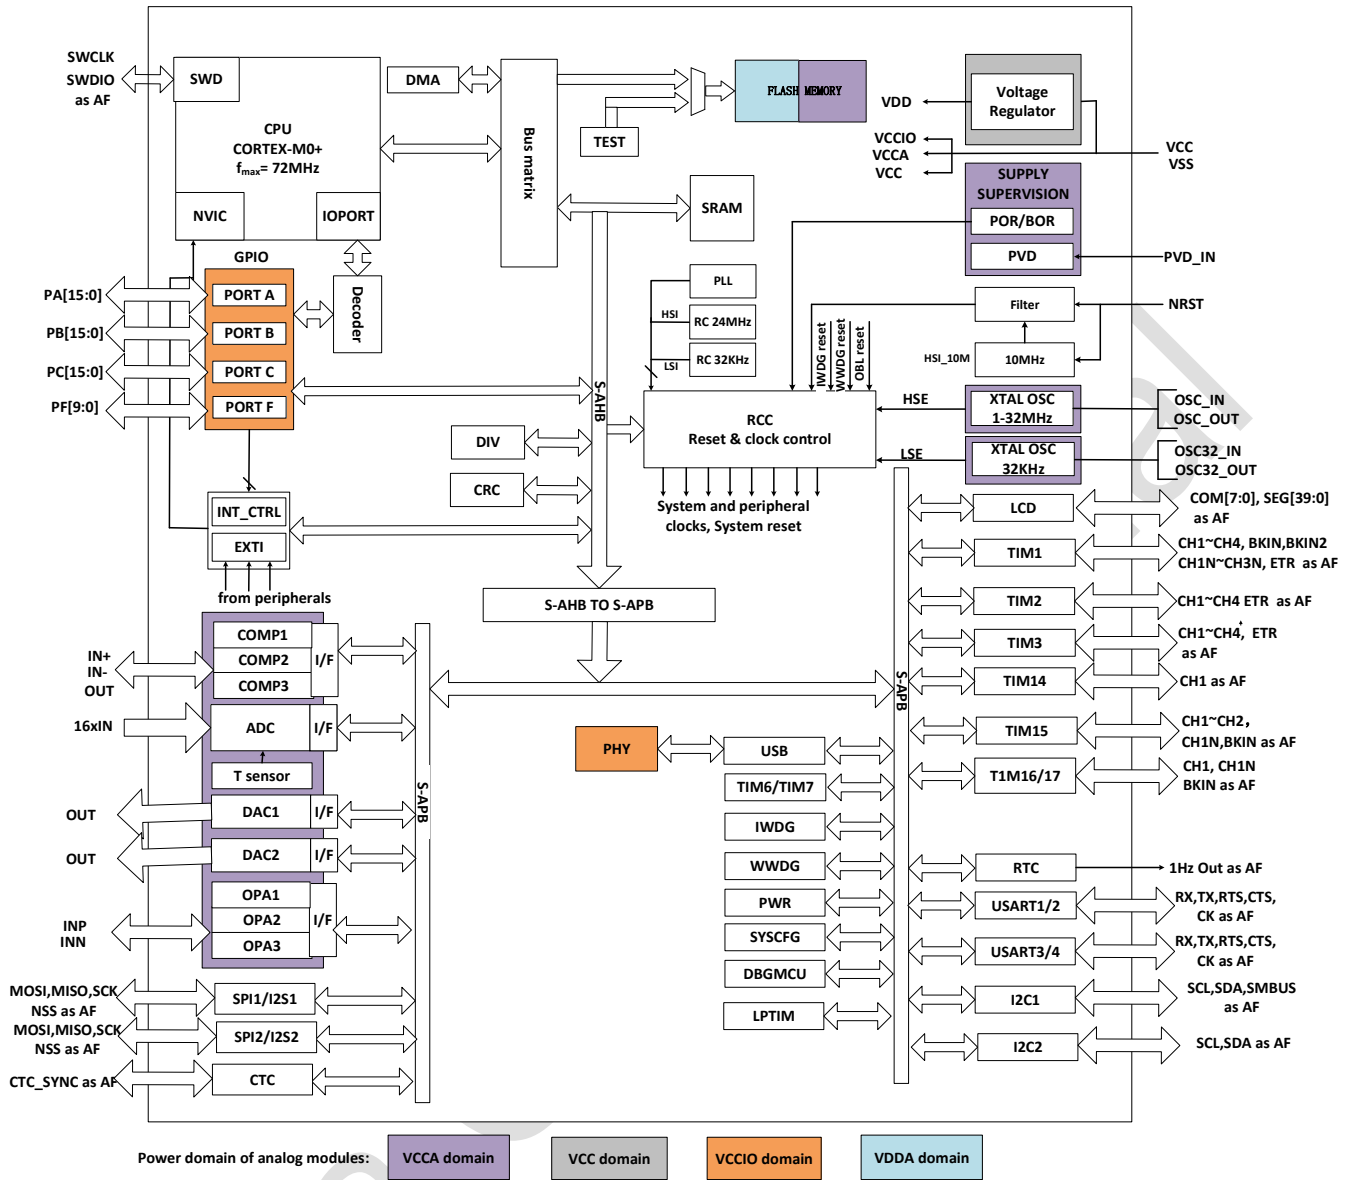 SWCLK
SWDIO
as AF
SWD
CPU
CORTEX-M0+
fmax= 72MHz
NVIC
IOPORT
DMA
Bus matrix
TEST
FLASH MEMORY
SRAM
Voltage
Regulator
VDD
VCCIO
VCCA
VCC
VCC
VSS
SUPPLY
SUPERVISION
POR/BOR
PVD
PVD_IN
GPIO
PORT A
PORT B
PORT C
PORT F
PA[15:0]
PB[15:0]
PC[15:0]
PF[9:0]
Decoder
PLL
HSI
RC 24MHz
RC 32KHz
LSI
IWDG reset
WWDG reset
OBL reset
Filter
NRST
HSI_10M
10MHz
S-AHB
RCC
Reset & clock control
HSE
XTAL OSC
1-32MHz
OSC_IN
OSC_OUT
LSE
XTAL OSC
32KHz
OSC32_IN
OSC32_OUT
DIV
CRC
System and peripheral
clocks, System reset
INT_CTRL
EXTI
from peripherals
S-AHB TO S-APB
LCD
COM[7:0], SEG[39:0]
as AF
TIM1
CH1~CH4, BKIN,BKIN2
CH1N~CH3N, ETR as AF
TIM2
CH1~CH4 ETR as AF
TIM3
CH1~CH4, ETR
as AF
TIM14
CH1 as AF
TIM15
CH1~CH2,
CH1N,BKIN as AF
T1M16/17
CH1, CH1N
BKIN as AF
S-APB
IN+
IN-
OUT
COMP1
COMP2
COMP3
I/F
16xIN
ADC
I/F
T sensor
OUT
DAC1
I/F
OUT
DAC2
I/F
INP
INN
OPA1
OPA2
OPA3
I/F
S-APB
MOSI,MISO,SCK
NSS as AF
SPI1/I2S1
MOSI,MISO,SCK
NSS as AF
SPI2/I2S2
CTC_SYNC as AF
CTC
PHY
USB
TIM6/TIM7
IWDG
WWDG
PWR
SYSCFG
DBGMCU
LPTIM
RTC
1Hz Out as AF
USART1/2
RX,TX,RTS,CTS,
CK as AF
USART3/4
RX,TX,RTS,CTS,
CK as AF
I2C1
SCL,SDA,SMBUS
as AF
I2C2
SCL,SDA as AF
Power domain of analog modules:
VCCA domain
VCC domain
VCCIO domain
VDDA domain